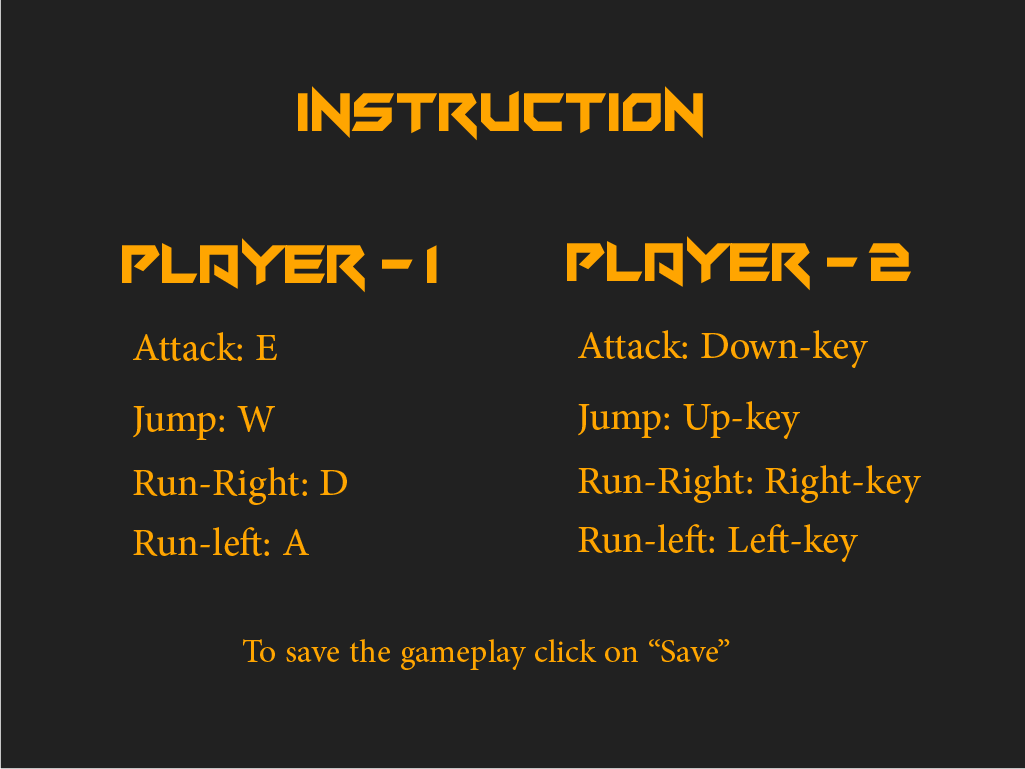 INSTRUCTION
PLAYER - 1
Attack: E
Jump: W
Run-Right: D
Run-left: A
PLAYER - 2
Attack: Down-key
Jump: Up-key
Run-Right: Right-key
Run-left: Left-key
To save the gameplay click on “Save”